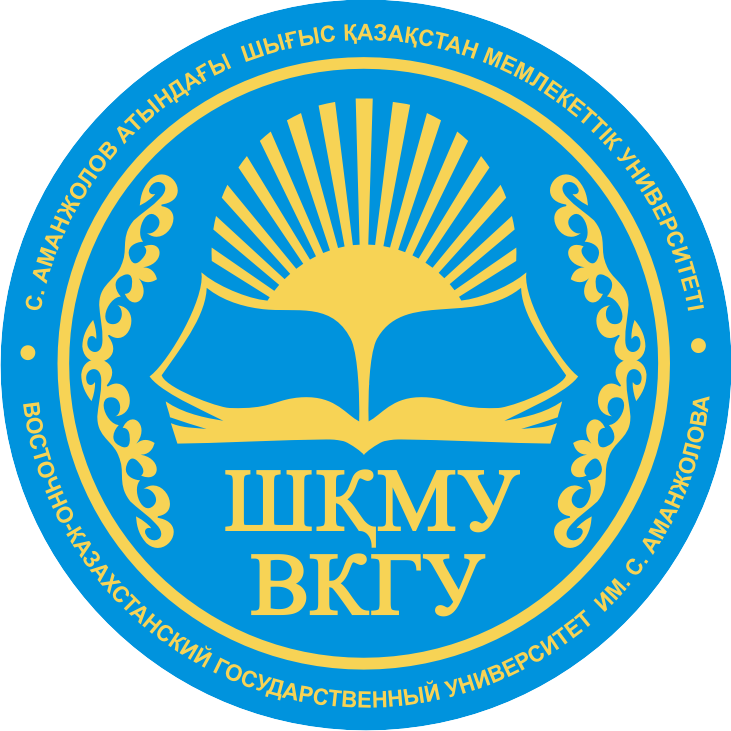 С. АМАНЖОЛОВ АТЫНДАҒЫ ШЫҒЫС ҚАЗАҚСТАН МЕМЛЕКЕТТІК УНИВЕРСИТЕТІ
ШҚМУ
ВКГУ
ВОСТОЧНО-КАЗАХСТАНСКИЙ ГОСУДАРСТВЕННЫЙ УНИВЕРСИТЕТ ИМ. С. АМАНЖОЛОВА